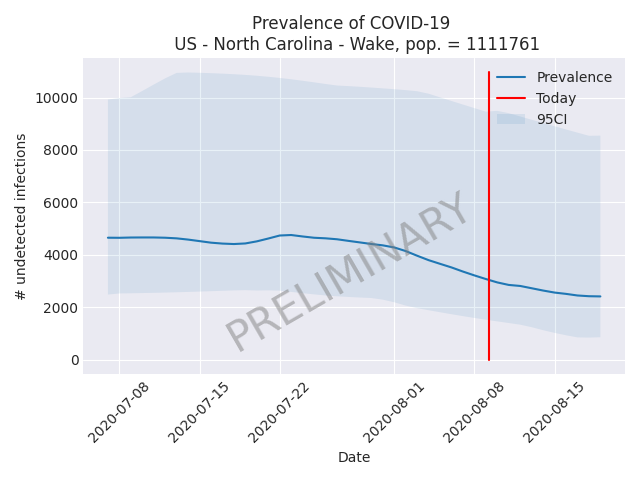 Prevalence of COVID-19
US - North Carolina - Wake, pop. = 1111761
Prevalence
Today
95CI
10000
8000
6000
4000
2000
0
# undetected infections
PRELIMINARY
2020-07-08
2020-07-15
2020-07-22
2020-08-01
2020-08-08
2020-08-15
Date